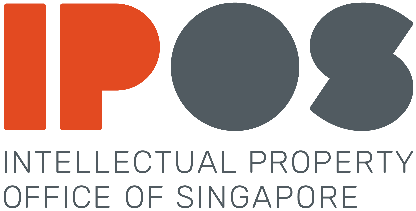 IPOS
INTELLECTUAL PROPERTY
OFFICE OF SINGAPORE